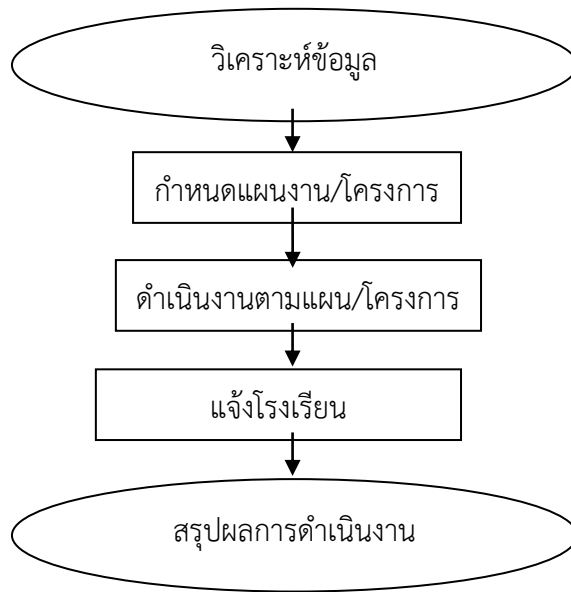 วิเคราะห์ข้อมูล
กำหนดแผนงาน/โครงการ
ดำเนินงานตามแผน/โครงการ
แจ้งโรงเรียน
สรุปผลการดำเนินงาน